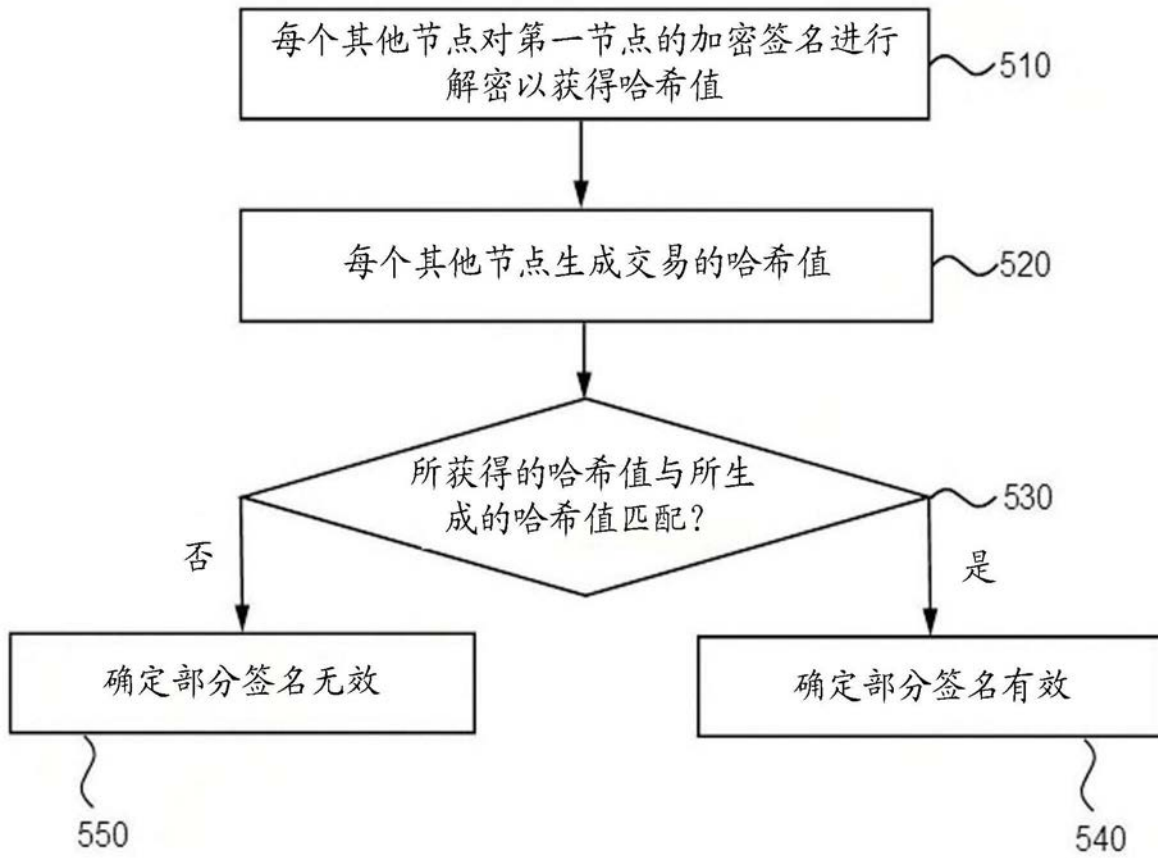 每个其他节点对第一节点的加密签名进行
解密以获得哈希值
510
每个其他节点生成交易的哈希值
520
所获得的哈希值与所生
成的哈希值匹配?
530
否
是
确定部分签名无效
确定部分签名有效
550
540